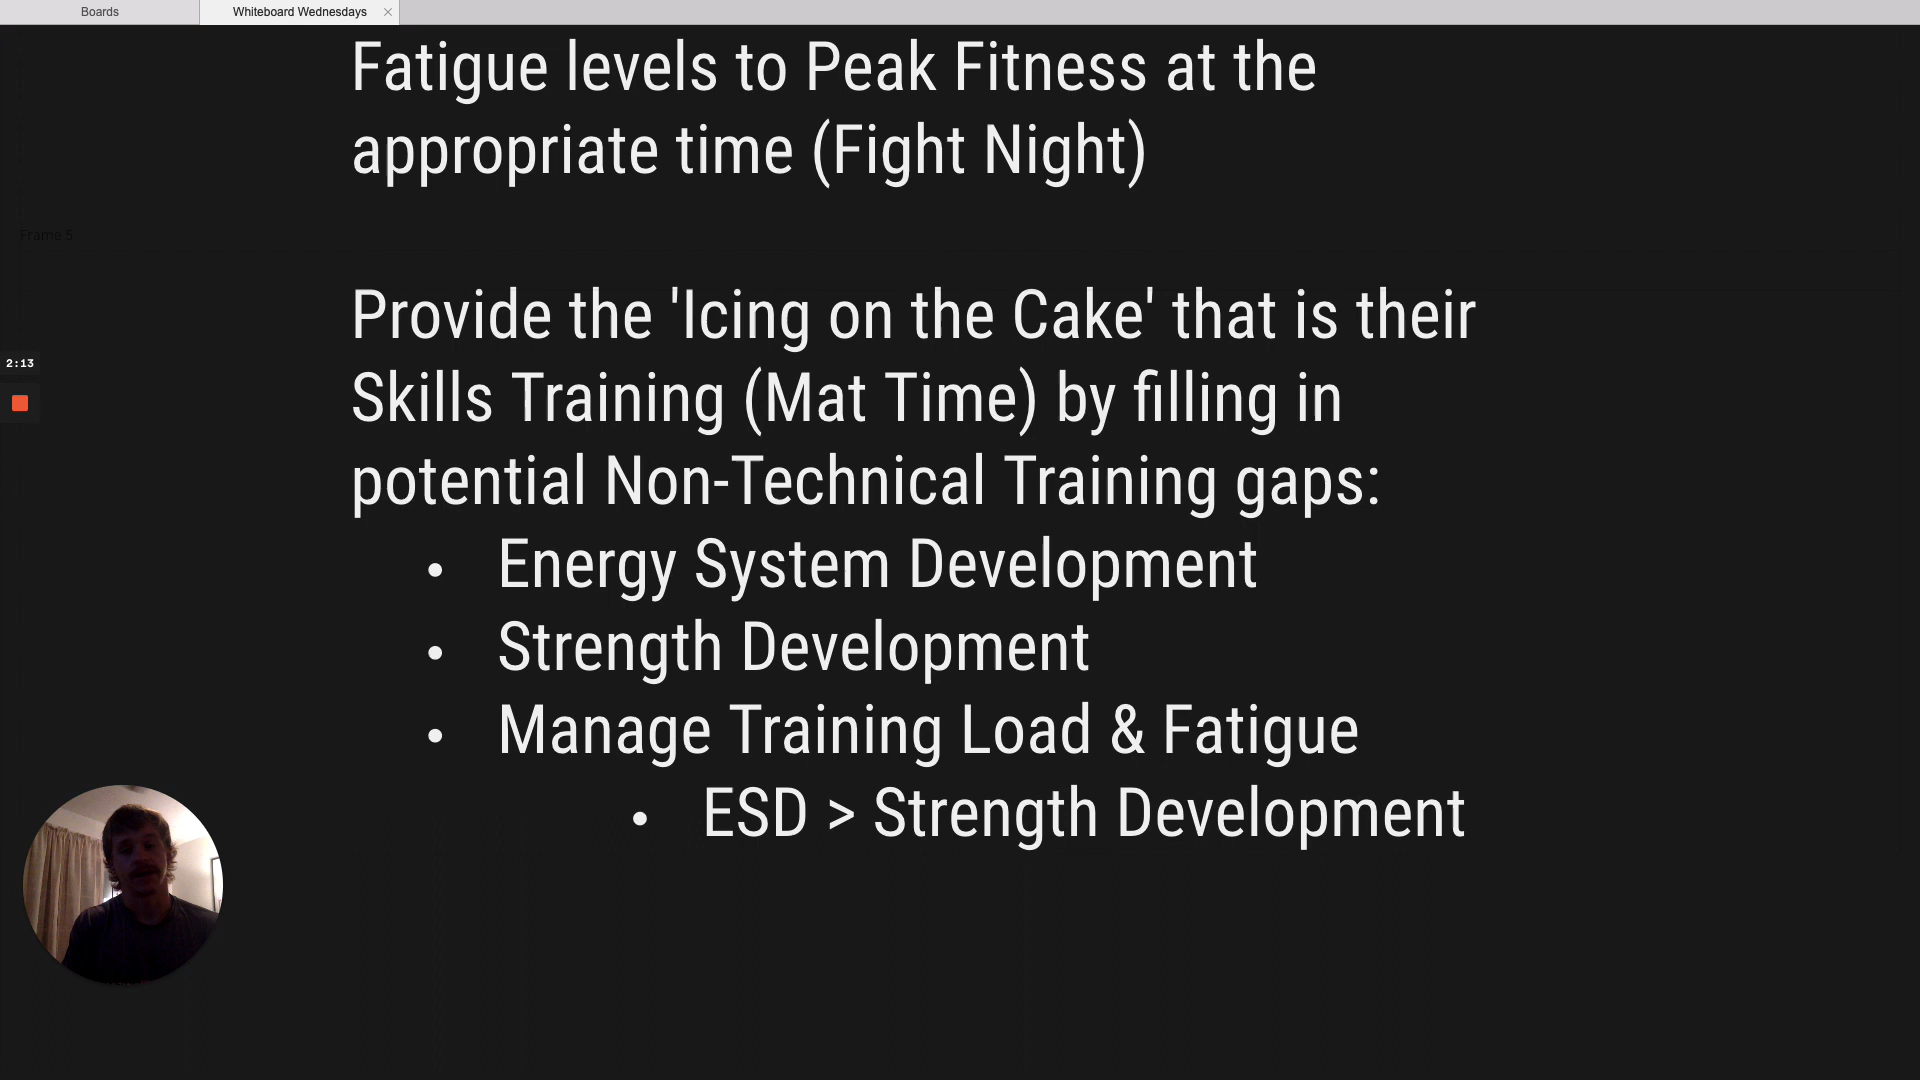 Boards
Whiteboard Wednesdays
Fatigue levels to Peak Fitness at the
appropriate time (Fight Night)
Frame 5
Provide the 'Icing on the Cake' that is their
2:13
Skills Training (Mat Time) by filling in
potential Non-Technical Training gaps:
• Energy System Development
• Strength Development
• Manage Training Load & Fatigue
• ESD > Strength Development